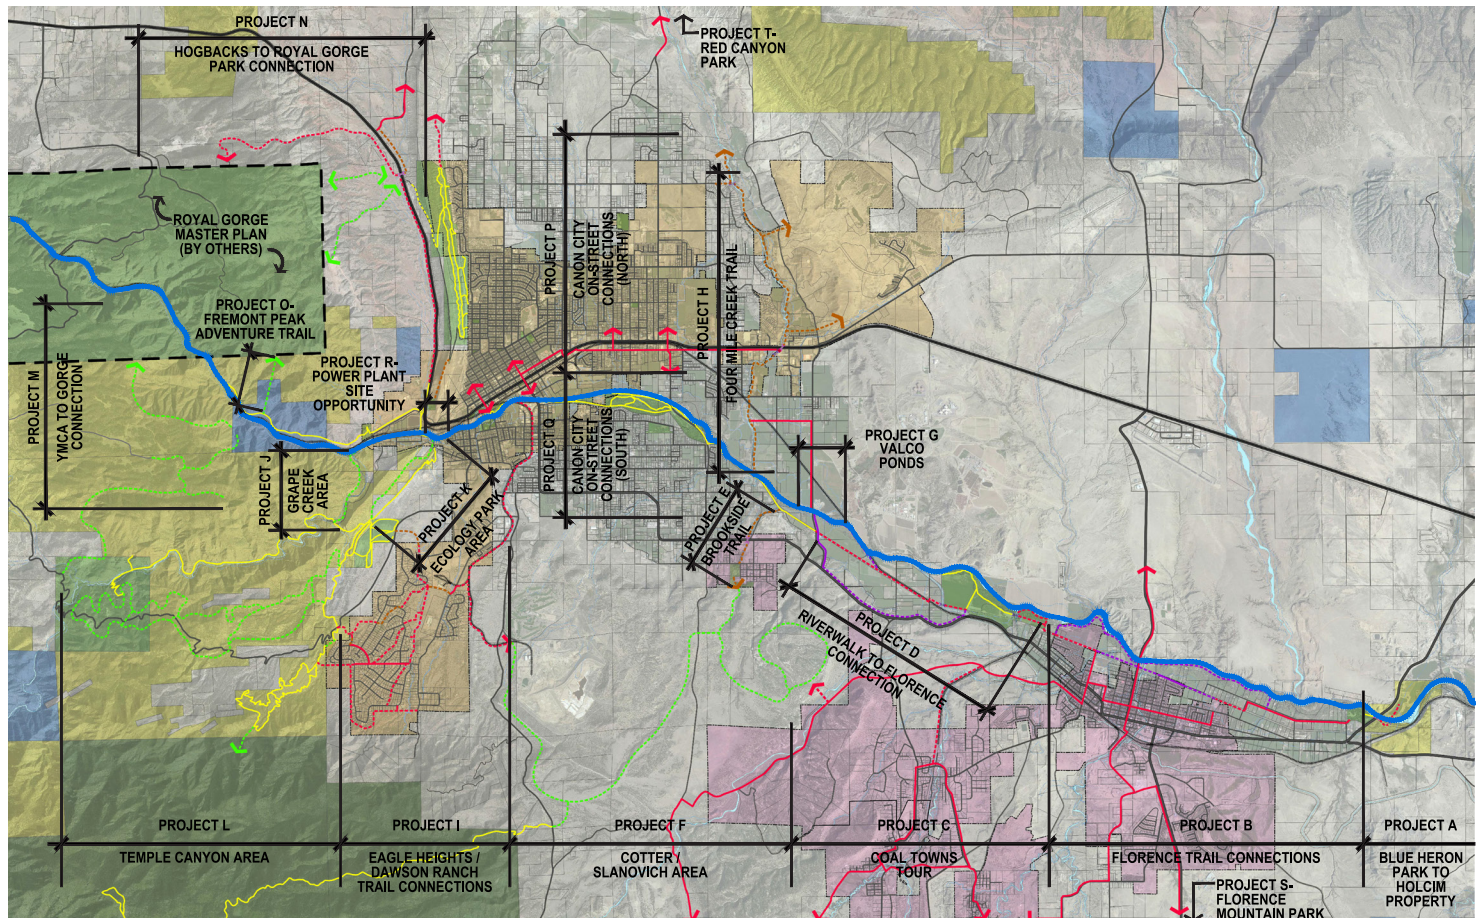 PROJECT N
HOGBACKS TO ROYAL GORGE
PARK CONNECTION
PROJECT T-
RED CANYON
PARK
ROYAL GORGE
MASTER PLAN
(BY OTHERS)
PROJECT O-
FREMONT PEAK
ADVENTURE TRAIL
PROJECT R-
POWER PLANT
SITE
OPPORTUNITY
PROJECT M
YMCA TO GORGE
CONNECTION
PROJECT P
CANON CITY
ON-STREET
CONNECTIONS
(NORTH)
PROJECT H
FOUR MILE CREEK TRAIL
PROJECT Q
CANON CITY
ON-STREET
CONNECTIONS
(SOUTH)
PROJECT G
VALCO
PONDS
PROJECT J
GRAPE
CREEK
AREA
PROJECT K
ECOLOGY PARK
AREA
PROJECT E
BROOKSIDE
TRAIL
PROJECT D
RIVERWALK TO FLORENCE
CONNECTION
PROJECT L
TEMPLE CANYON AREA
PROJECT I
EAGLE HEIGHTS /
DAWSON RANCH
TRAIL CONNECTIONS
PROJECT F
COTTER /
SLANOVICH AREA
PROJECT C
COAL TOWNS
TOUR
PROJECT B
FLORENCE TRAIL CONNECTIONS
PROJECT A
BLUE HERON
PARK TO
HOLCIM
PROPERTY
PROJECT S-
FLORENCE
MOUNTAIN PARK